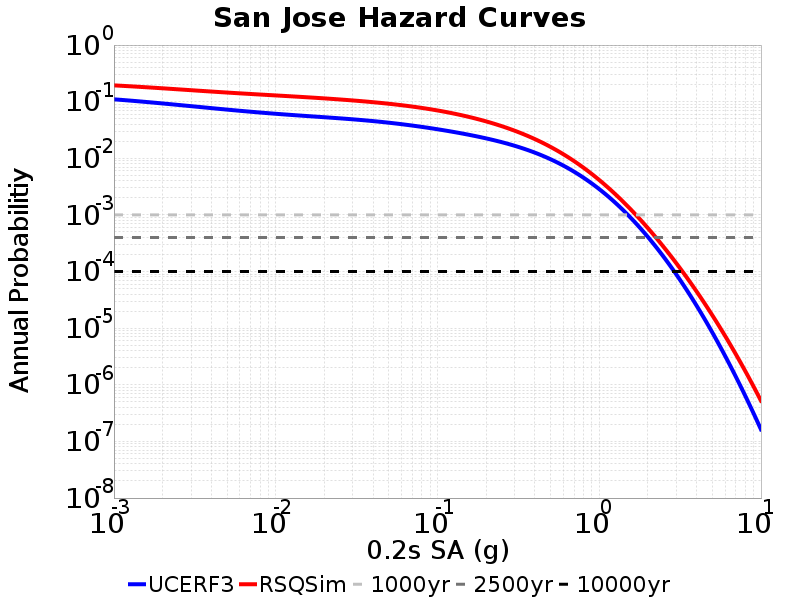 San Jose Hazard Curves
Annual Probabilitiy
10^0
10^-1
10^-2
10^-3
10^-4
10^-5
10^-6
10^-7
10^-8
10^-3 10^-2 10^-1 10^0 10^1
0.2s SA (g)
UCERF3 RSQSim 1000yr 2500yr 10000yr